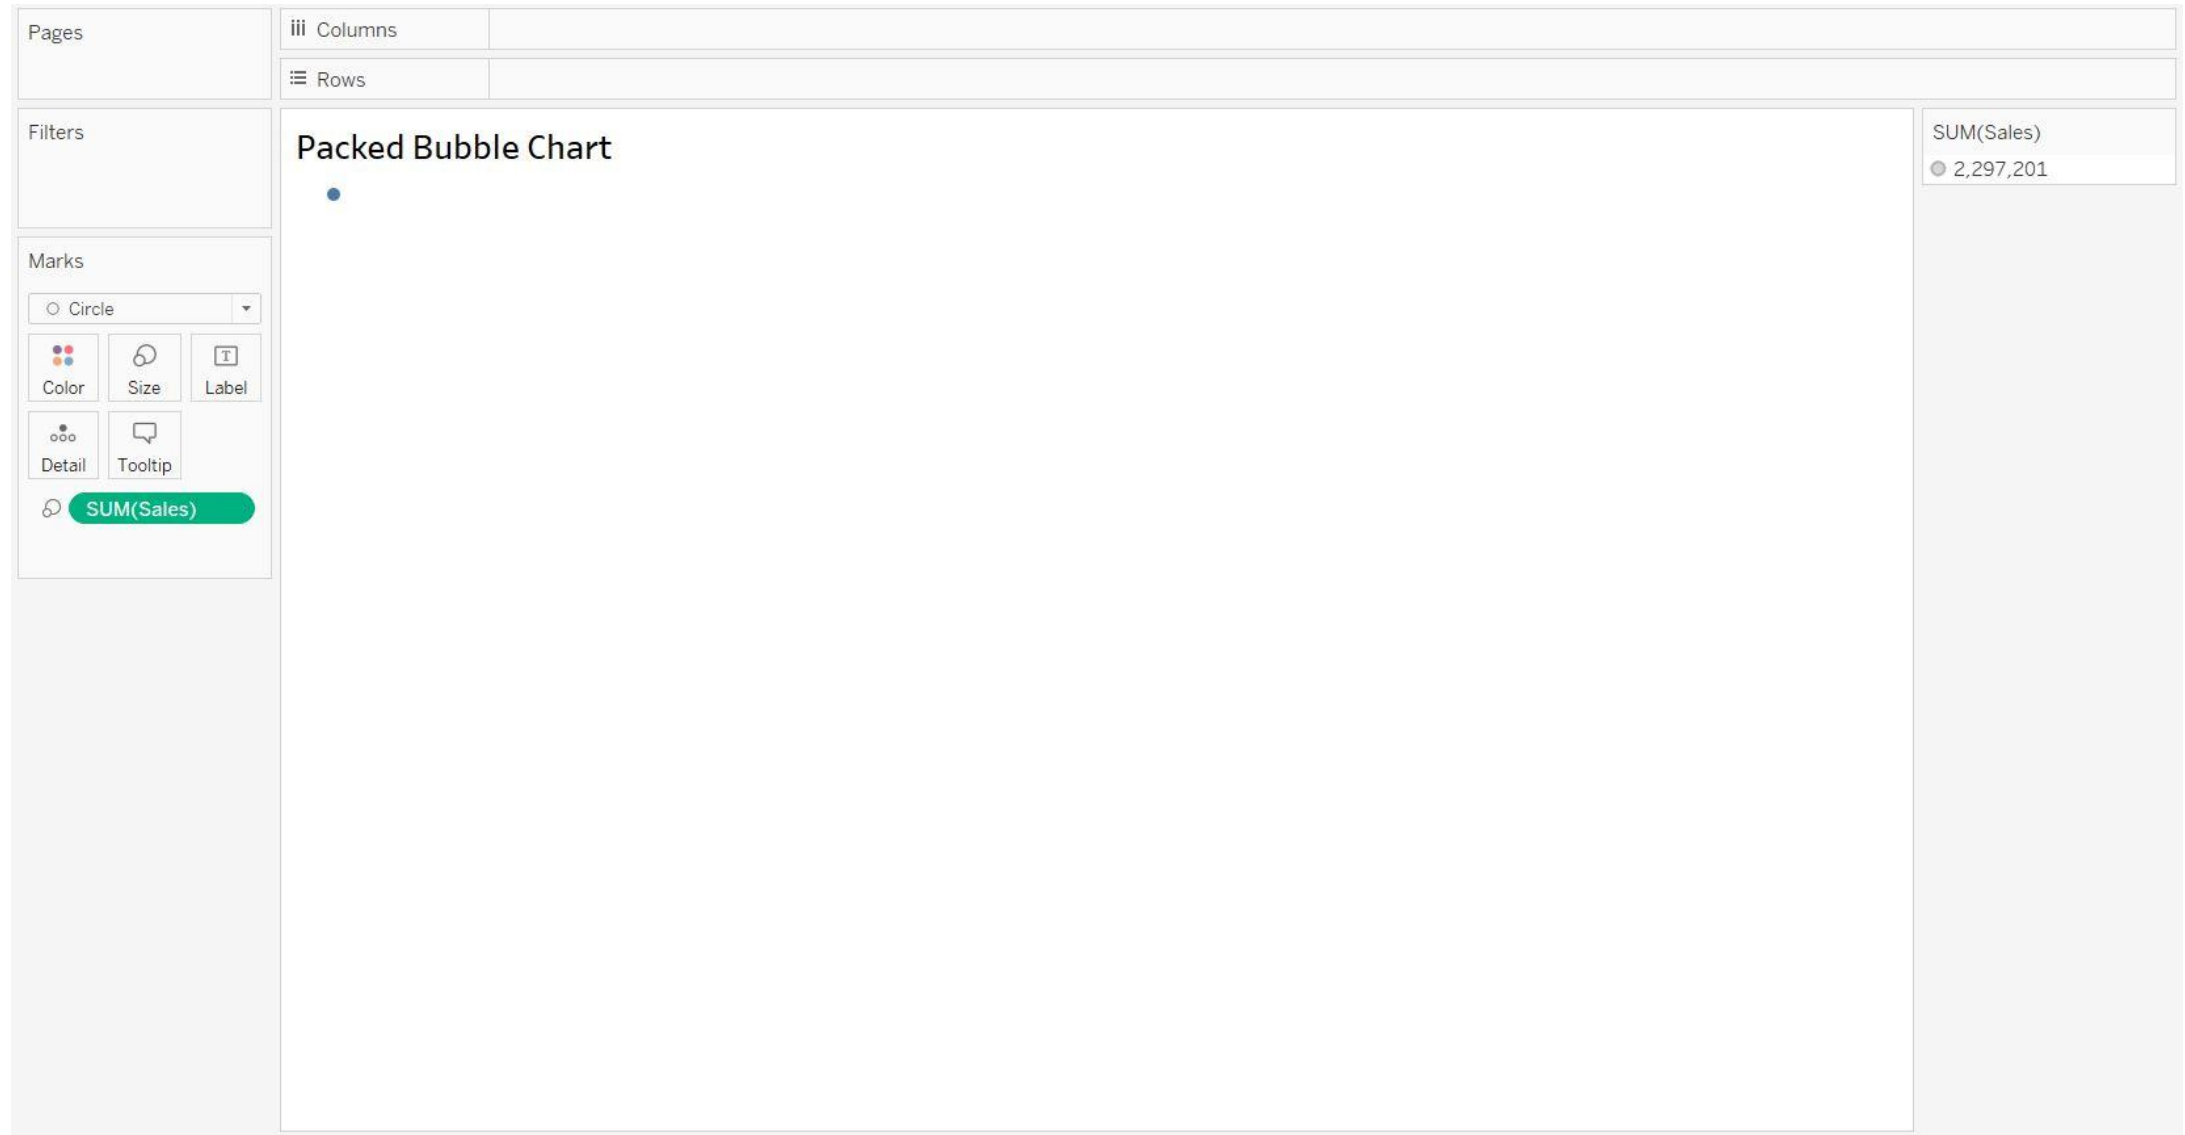 Pages
Columns
Rows
Filters
Packed Bubble Chart
SUM(Sales)
2,297,201
Marks
Circle
Color Size Label
T
Detail Tooltip
SUM(Sales)